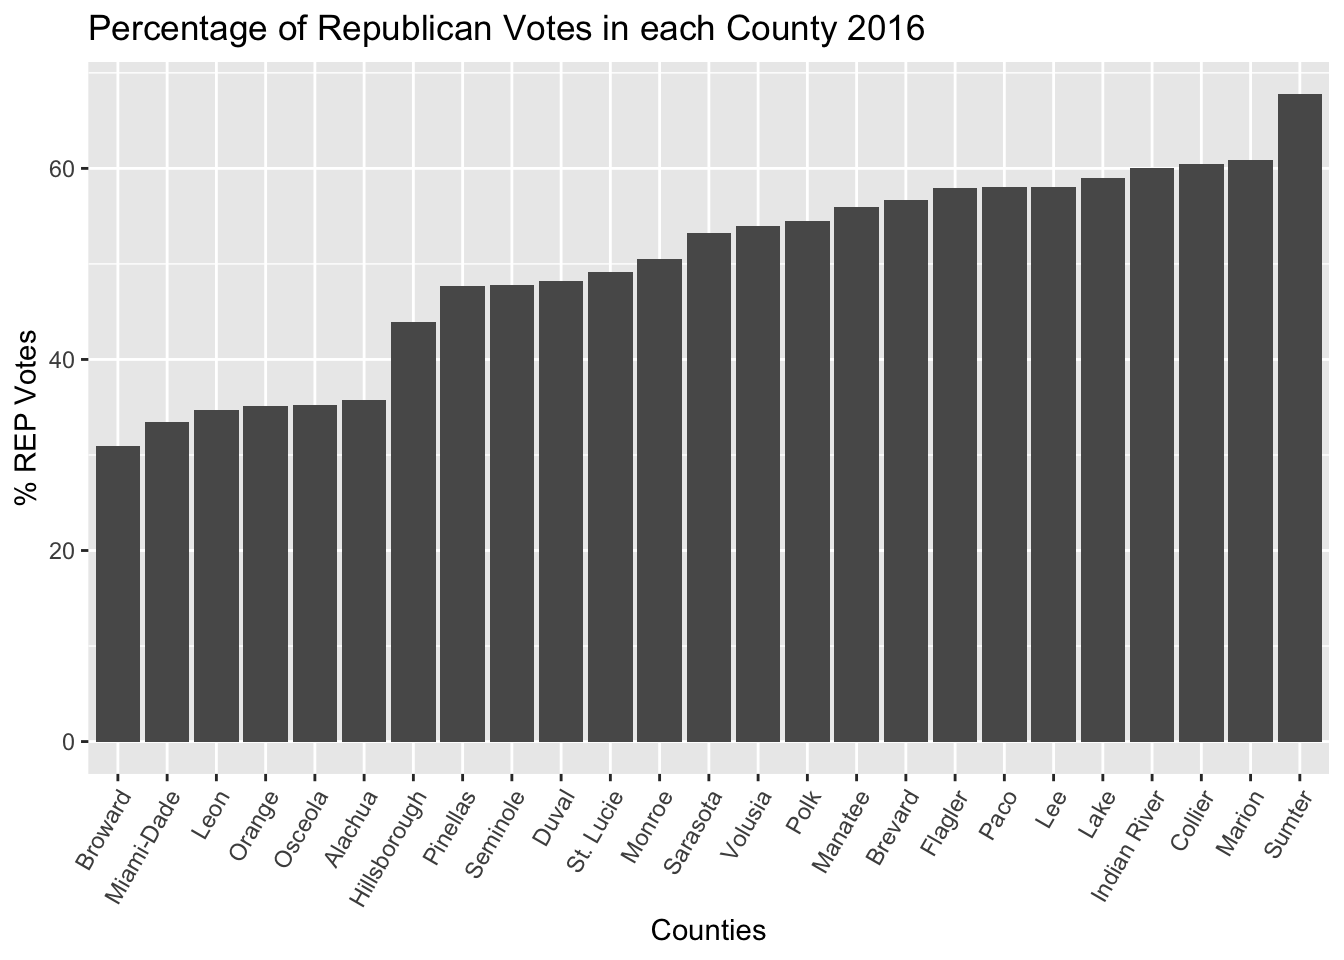 Percentage of Republican Votes in each County 2016
% REP Votes
60
40
20
0
Broward
Miami-Dade
Leon
Orange
Osceola
Alachua
Hillsborough
Pinellas
Seminole
Duval
St. Lucie
Monroe
Sarasota
Volusia
Polk
Manatee
Brevard
Flagler
Paco
Lee
Lake
Indian River
Collier
Marion
Sumter
Counties